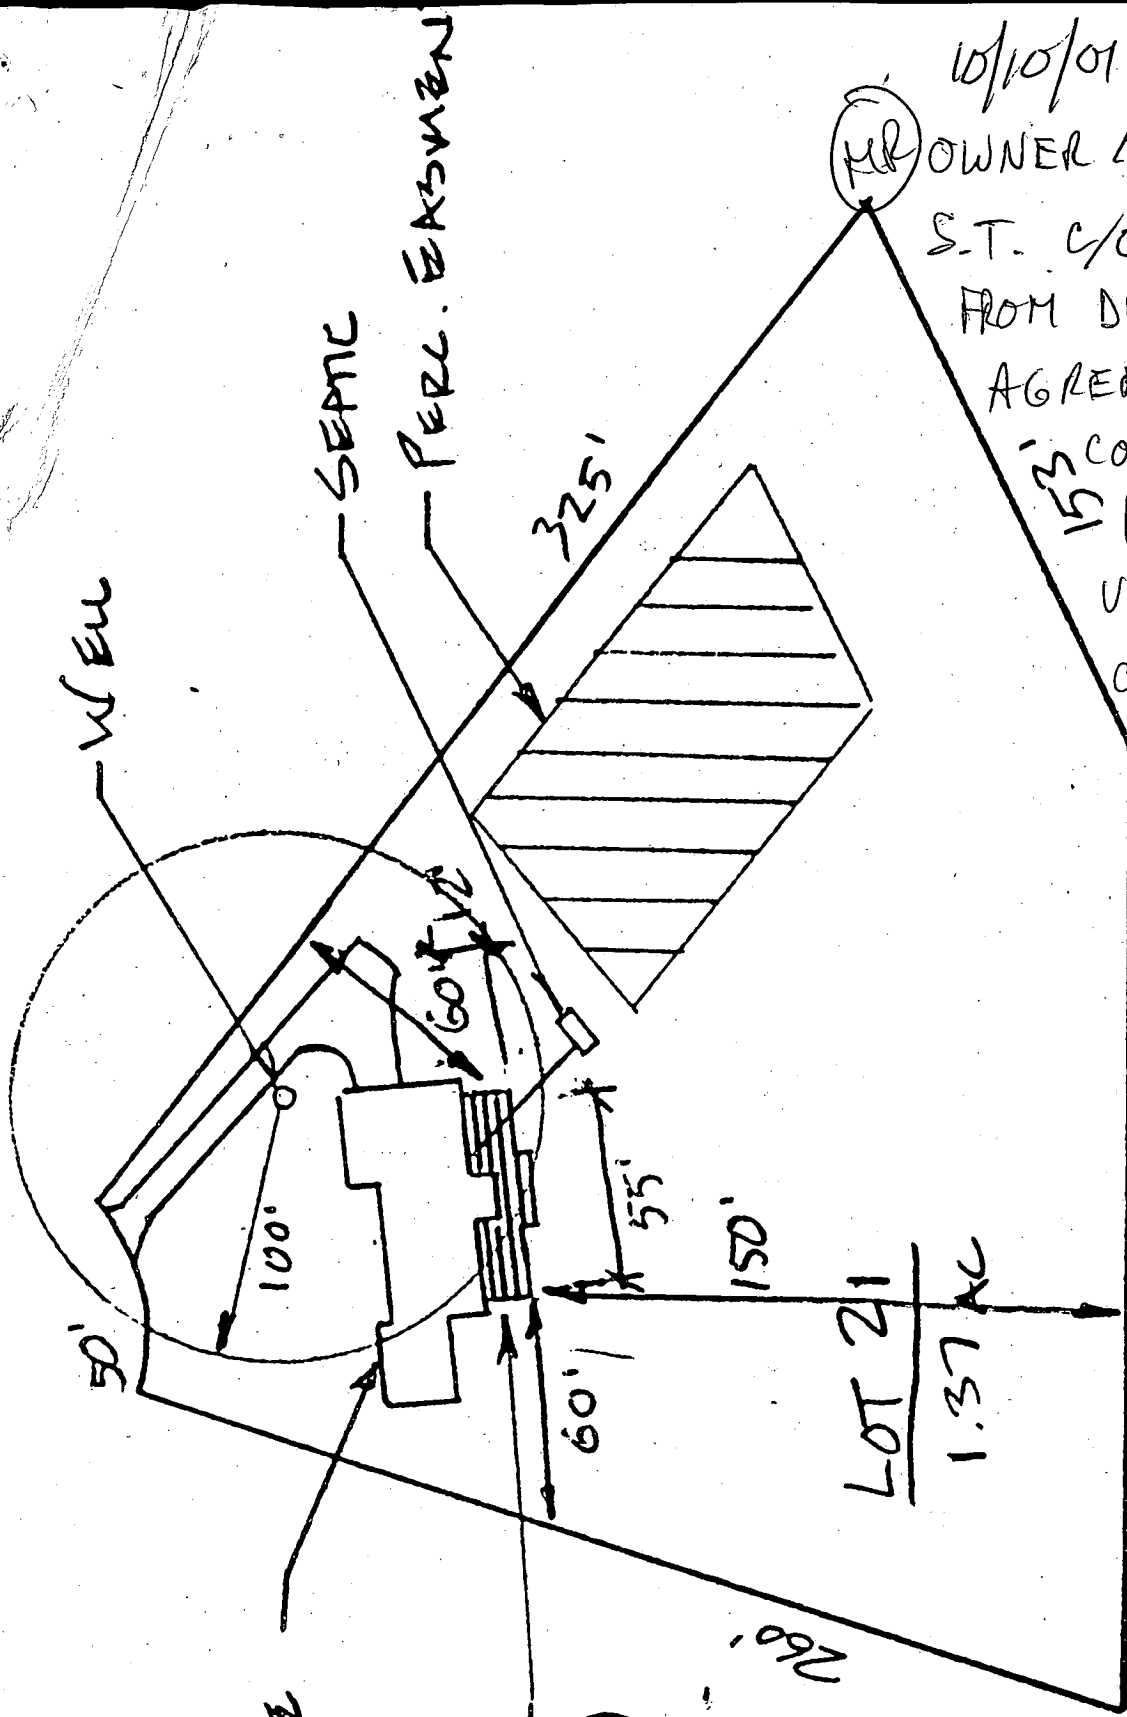 10/10/01
MR OWNER
S.T. C/
FROM
AGREE
CO
WELL
SEPTIC
PERC. EASMEN
325'
153'
12'
60'
100'
50'
55'
150'
60'
LOT 21
1.37 AC
260'
E